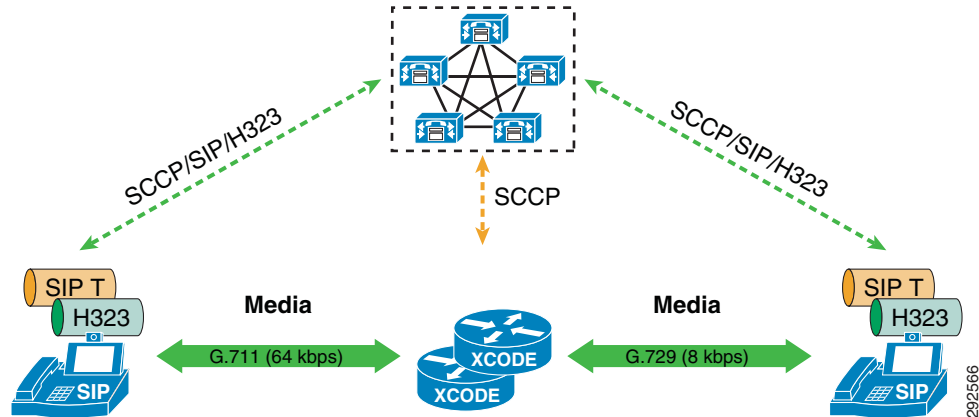 SCCP/SIP/H323
SCCP/SIP/H323
SCCP
SIP T
H323
SIP
Media
G.711 (64 kbps)
XCODE
XCODE
Media
G.729 (8 kbps)
SIP T
H323
SIP
292566